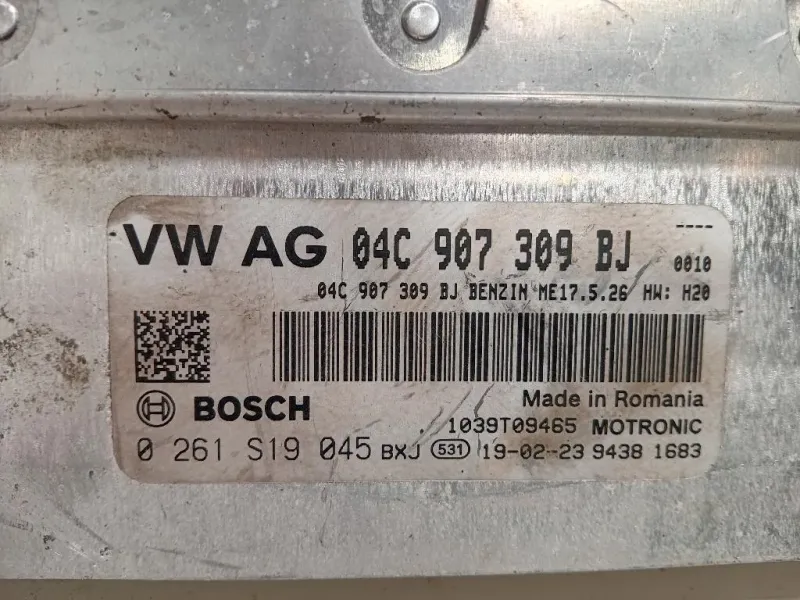 ----
VW AG 04C 907 309 BJ 0010
04C 907 309 BJ BENZIN ME17.5.26 HW: H20
BOSCH
Made in Romania
1039T09465 MOTRONIC
0 261 S19 045 BXJ 531 19-02-23 9438 1683